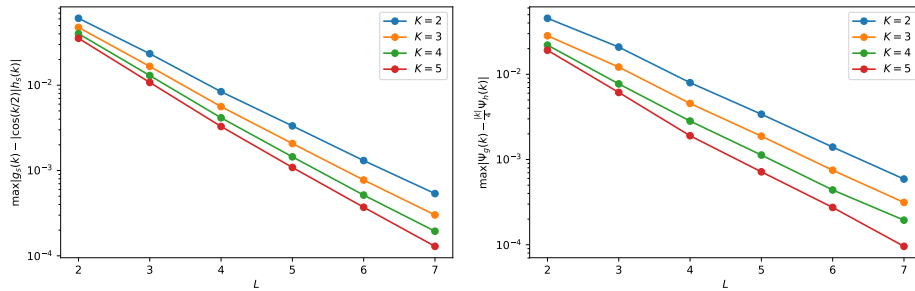 max|g_s(k) − |cos(k/2)|h_s(k)|
10^−2
10^−3
10^−4
2 3 4 5 6 7
L
K = 2
K = 3
K = 4
K = 5
max|Ψ_g(k) − |k|/4 Ψ_h(k)|
10^−2
10^−3
10^−4
2 3 4 5 6 7
L
K = 2
K = 3
K = 4
K = 5